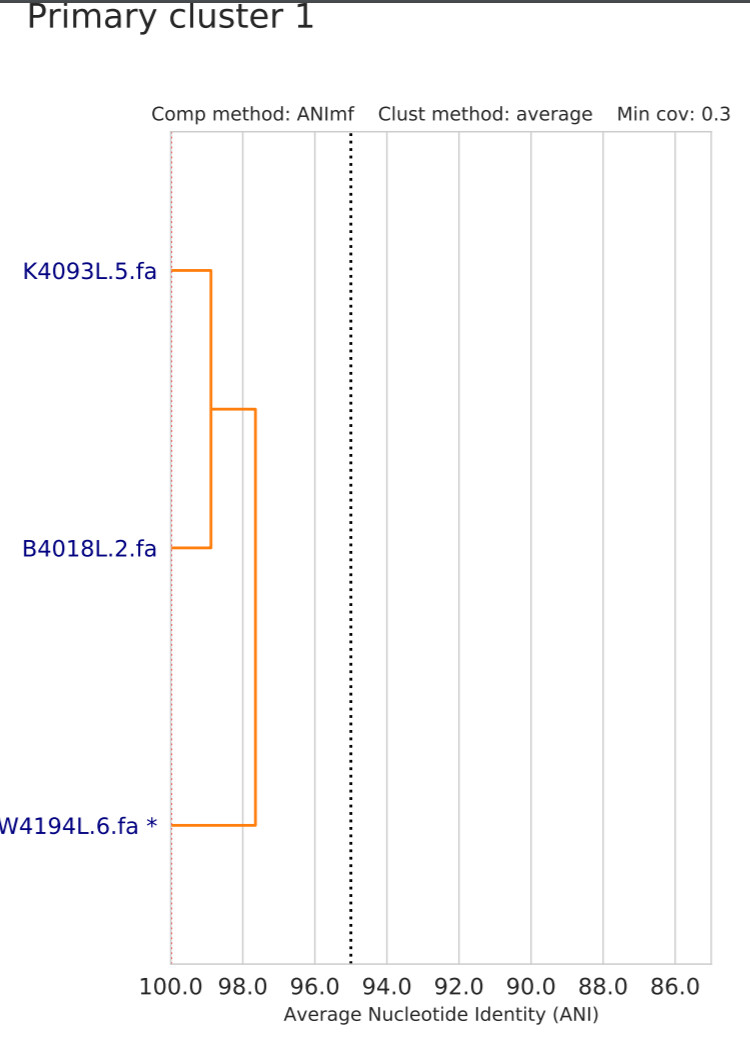 Primary cluster 1
Comp method: ANImf Clust method: average Min cov: 0.3
K4093L.5.fa
B4018L.2.fa
W4194L.6.fa *
100.0 98.0 96.0 94.0 92.0 90.0 88.0 86.0
Average Nucleotide Identity (ANI)